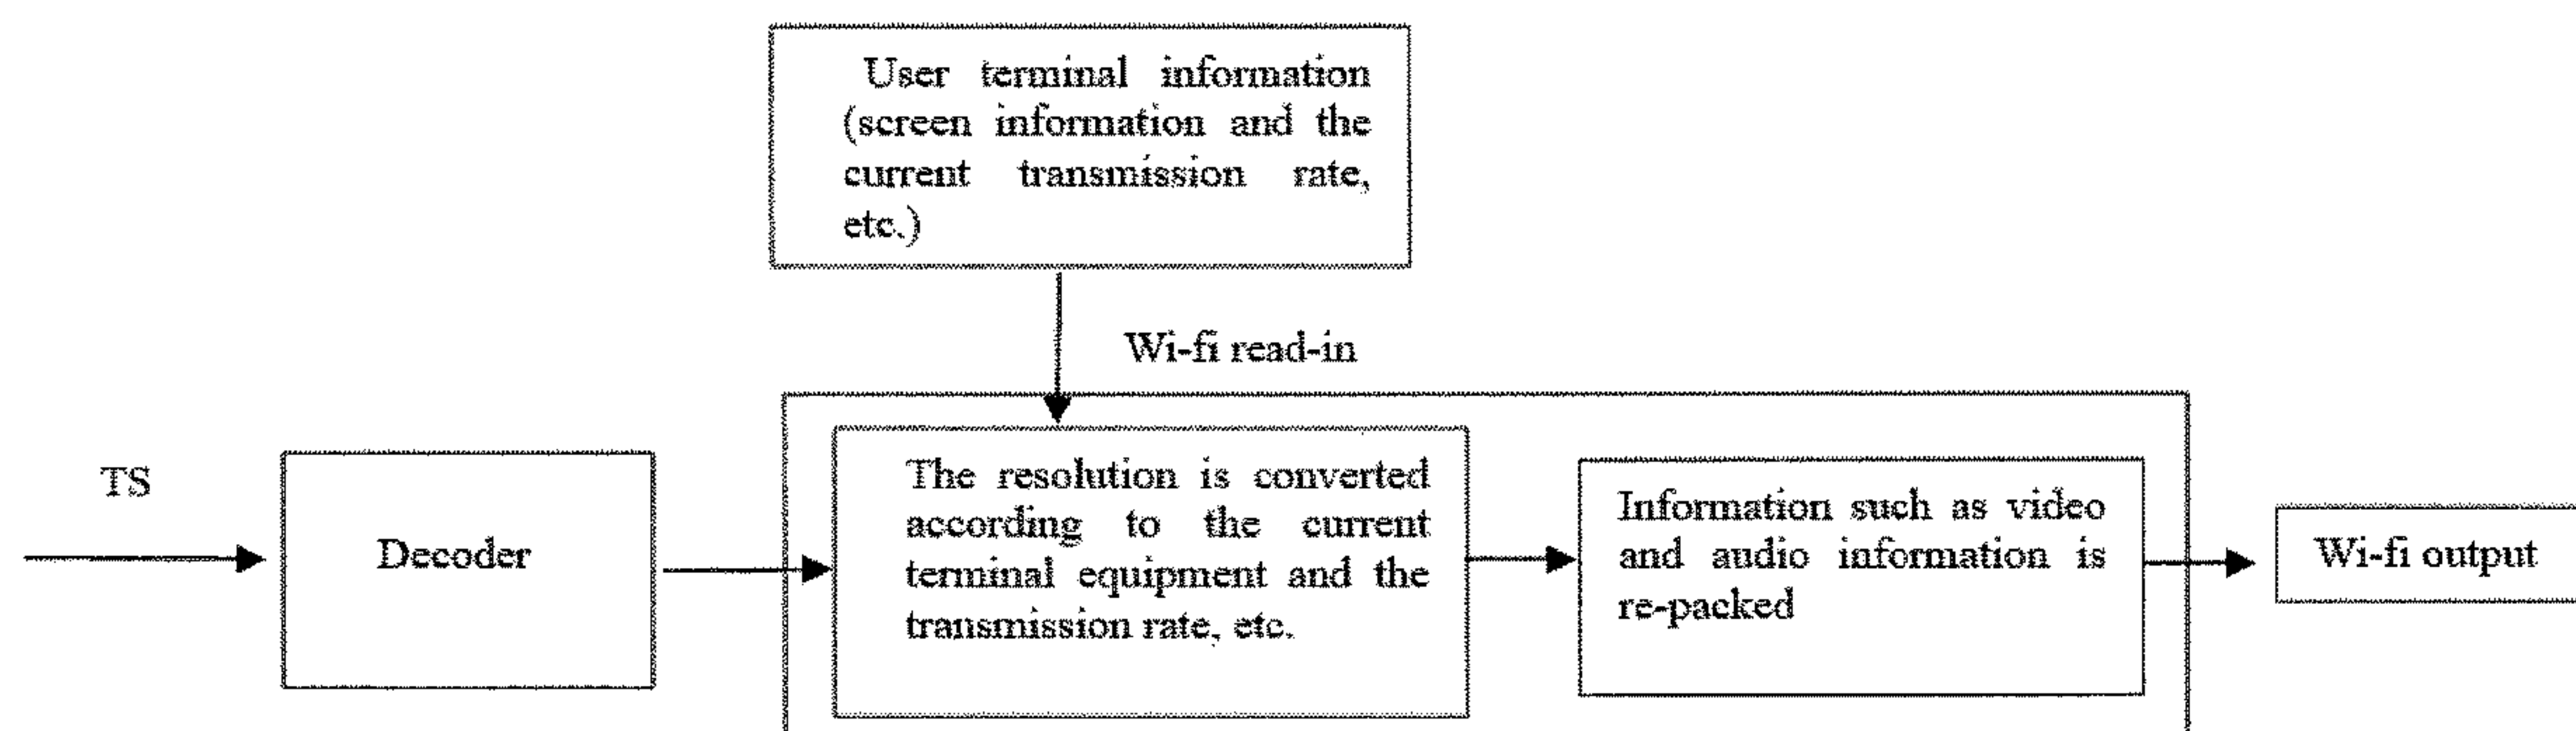 User terminal information
(screen information and the
current transmission rate,
etc.)
Wi-fi read-in
TS
Decoder
The resolution is converted
according to the current
terminal equipment and the
transmission rate, etc.
Information such as video
and audio information is
re-packed
Wi-fi output